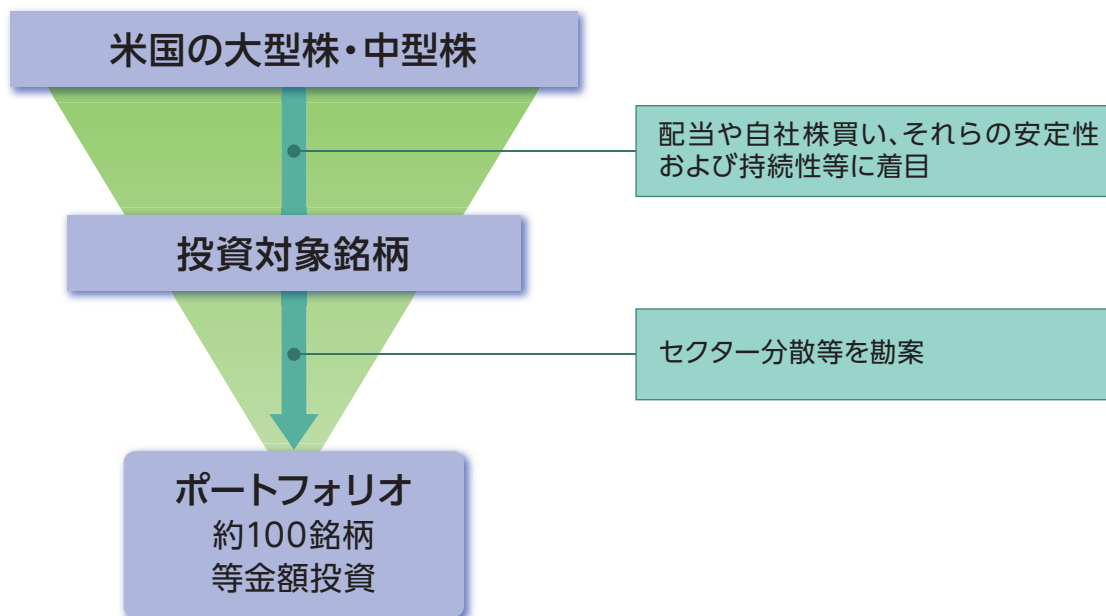 米国の大型株・中型株
配当や自社株買い、それらの安定性
および持続性等に着目
投資対象銘柄
セクター分散等を勘案
ポートフォリオ
約100銘柄
等金額投資